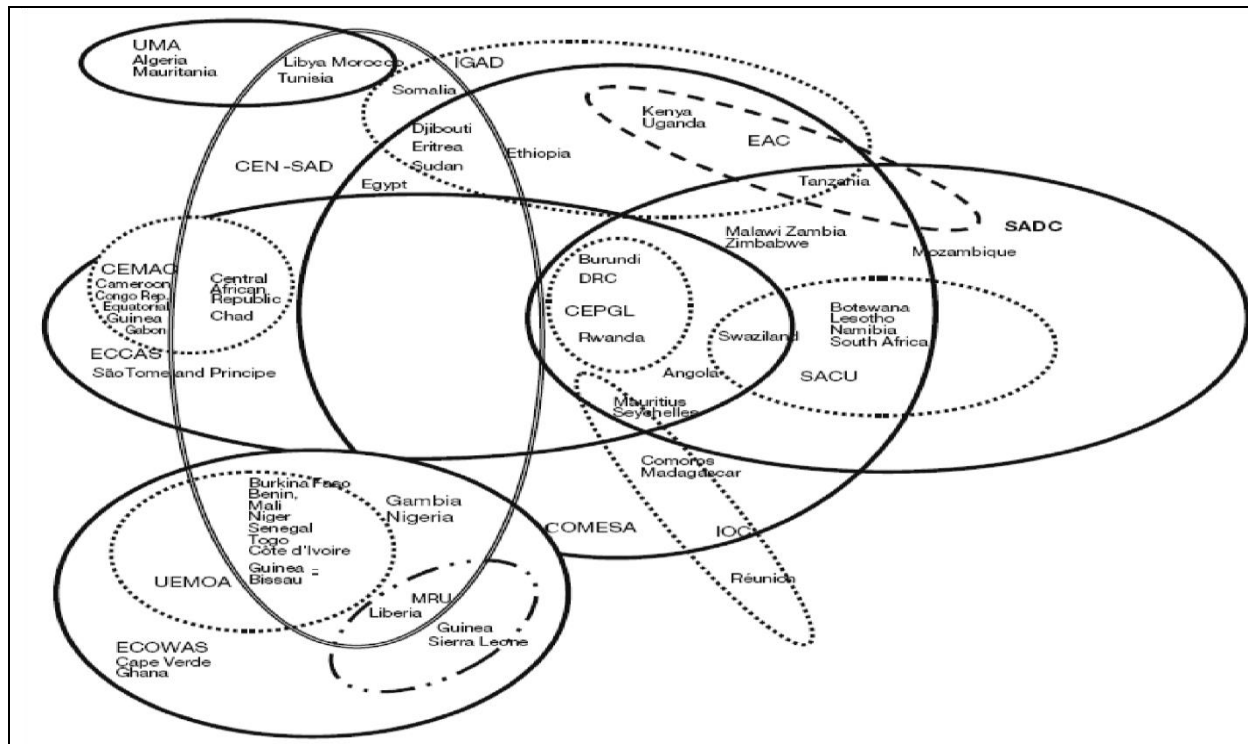 UMA
Algeria
Mauritania
Libya Morocco
Tunisia
IGAD
Somalia
Djibouti
Eritrea
Sudan
Ethiopia
Kenya
Uganda
EAC
Tanzania
CEN-SAD
Egypt
SADC
Malawi Zambia
Zimbabwe
Mozambique
CEMAC
Cameroon
Congo Rep.
Equatorial
Guinea
Gabon
Central
African
Republic
Chad
ECCAS
São Tome and Principe
Burundi
DRC
CEPGL
Rwanda
Angola
Swaziland
Botswana
Lesotho
Namibia
South Africa
SACU
Mauritius
Seychelles
Comoros
Madagascar
COMESA
IOC
Réunion
Burkina Faso
Benin,
Mali
Niger
Senegal
Togo
Côte d'Ivoire
Guinea -
Bissau
Gambia
Nigeria
UEMOA
MRU
Liberia
Guinea
Sierra Leone
ECOWAS
Cape Verde
Ghana